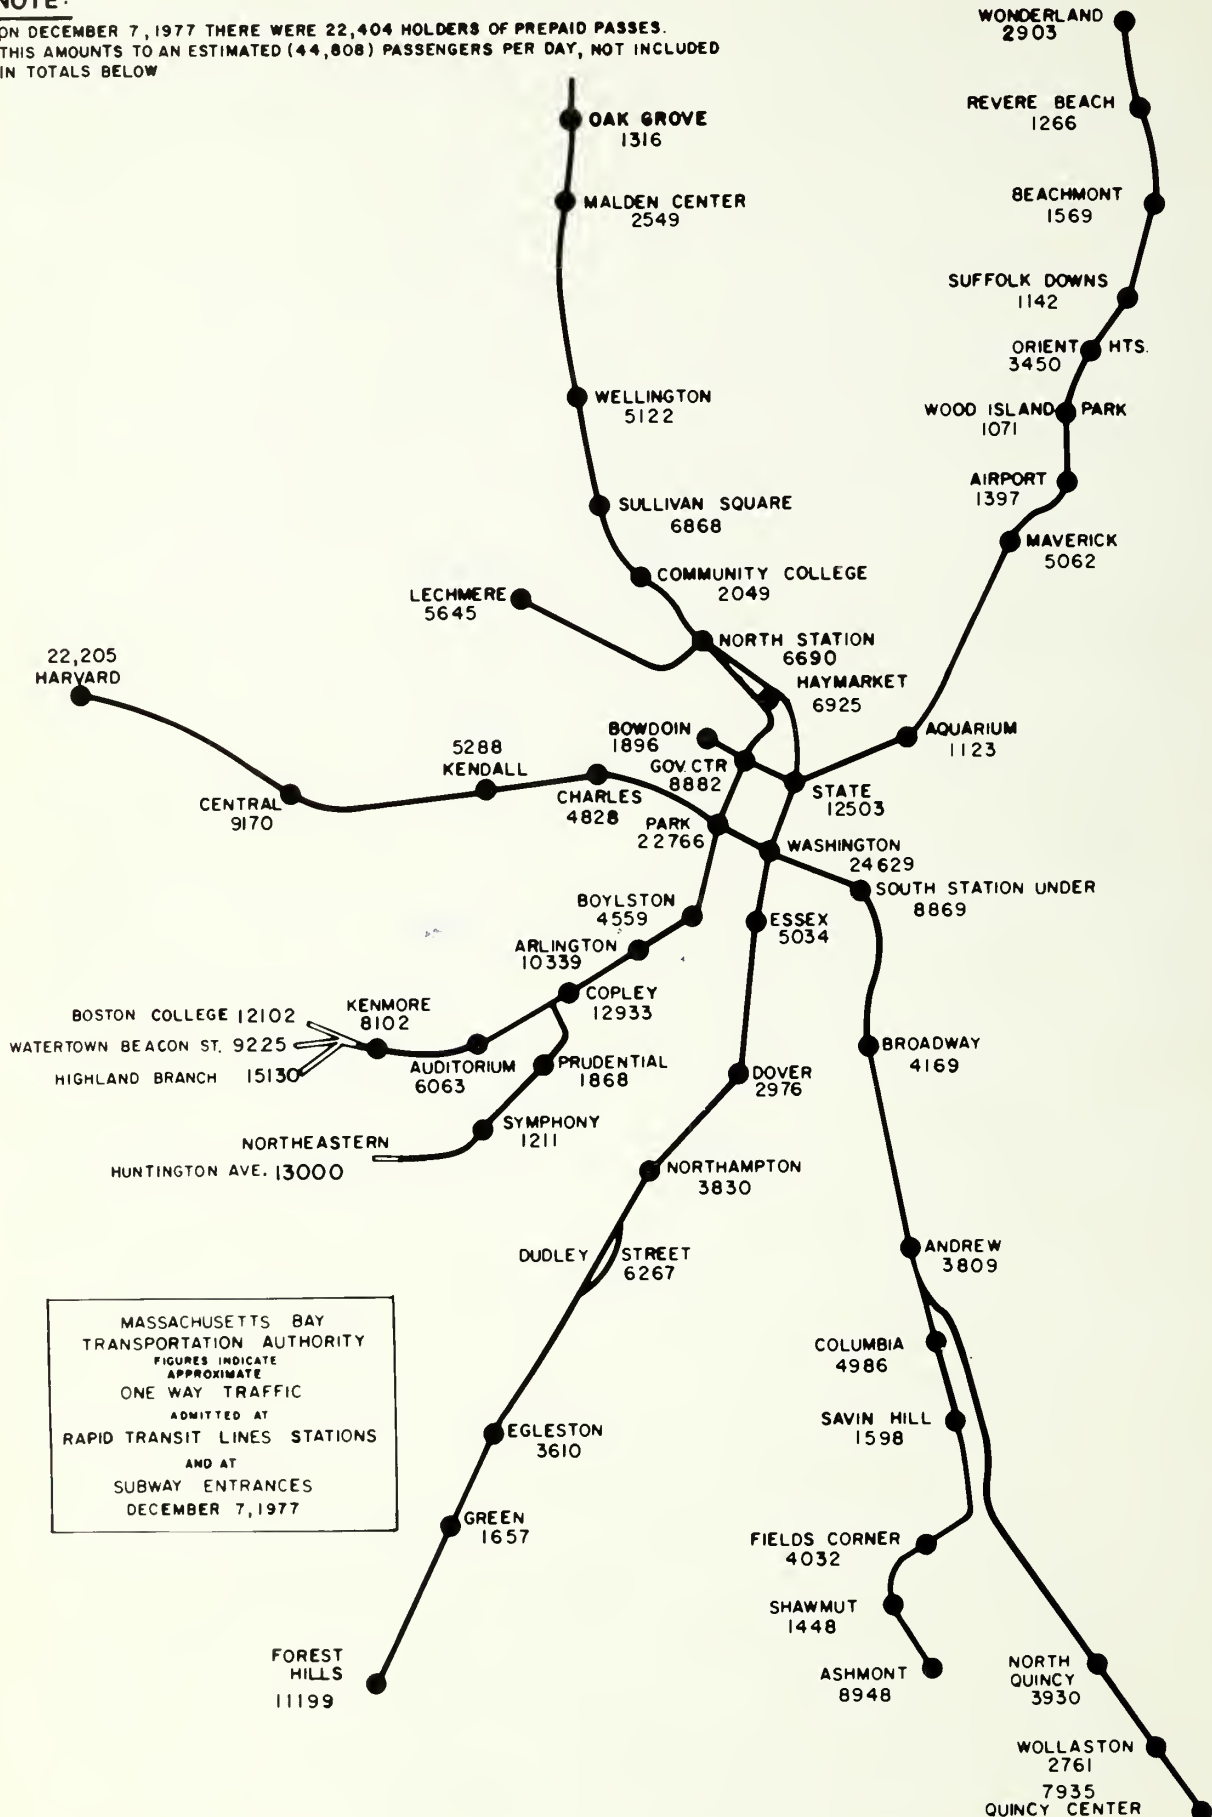 NOTE:
ON DECEMBER 7, 1977 THERE WERE 22,404 HOLDERS OF PREPAID PASSES.
THIS AMOUNTS TO AN ESTIMATED (44,808) PASSENGERS PER DAY, NOT INCLUDED
IN TOTALS BELOW
WONDERLAND
2903
REVERE BEACH
1266
OAK GROVE
1316
MALDEN CENTER
2549
BEACHMONT
1569
SUFFOLK DOWNS
1142
ORIENT HTS.
3450
WELLINGTON
5122
WOOD ISLAND PARK
1071
AIRPORT
1397
SULLIVAN SQUARE
6868
MAVERICK
5062
COMMUNITY COLLEGE
2049
LECHMERE
5645
NORTH STATION
6690
22,205
HARVARD
HAYMARKET
6925
BOWDOIN
1896
AQUARIUM
1123
GOV. CTR
8882
5288
KENDALL
STATE
12503
CENTRAL
9170
CHARLES
4828
PARK
22766
WASHINGTON
24629
SOUTH STATION UNDER
8869
BOYLSTON
4559
ESSEX
5034
ARLINGTON
10339
COPLEY
12933
KENMORE
8102
BOSTON COLLEGE 12102
WATERTOWN BEACON ST. 9225
HIGHLAND BRANCH 15130
AUDITORIUM
6063
PRUDENTIAL
1868
DOVER
2976
BROADWAY
4169
SYMPHONY
1211
NORTHEASTERN
HUNTINGTON AVE. 13000
NORTHAMPTON
3830
DUDLEY STREET
6267
ANDREW
3809
MASSACHUSETTS BAY
TRANSPORTATION AUTHORITY
FIGURES INDICATE
APPROXIMATE
ONE WAY TRAFFIC
ADMITTED AT
RAPID TRANSIT LINES STATIONS
AND AT
SUBWAY ENTRANCES
DECEMBER 7, 1977
COLUMBIA
4986
SAVIN HILL
1598
EGLESTON
3610
GREEN
1657
FIELDS CORNER
4032
SHAWMUT
1448
FOREST
HILLS
11199
ASHMONT
8948
NORTH
QUINCY
3930
WOLLASTON
2761
7935
QUINCY CENTER